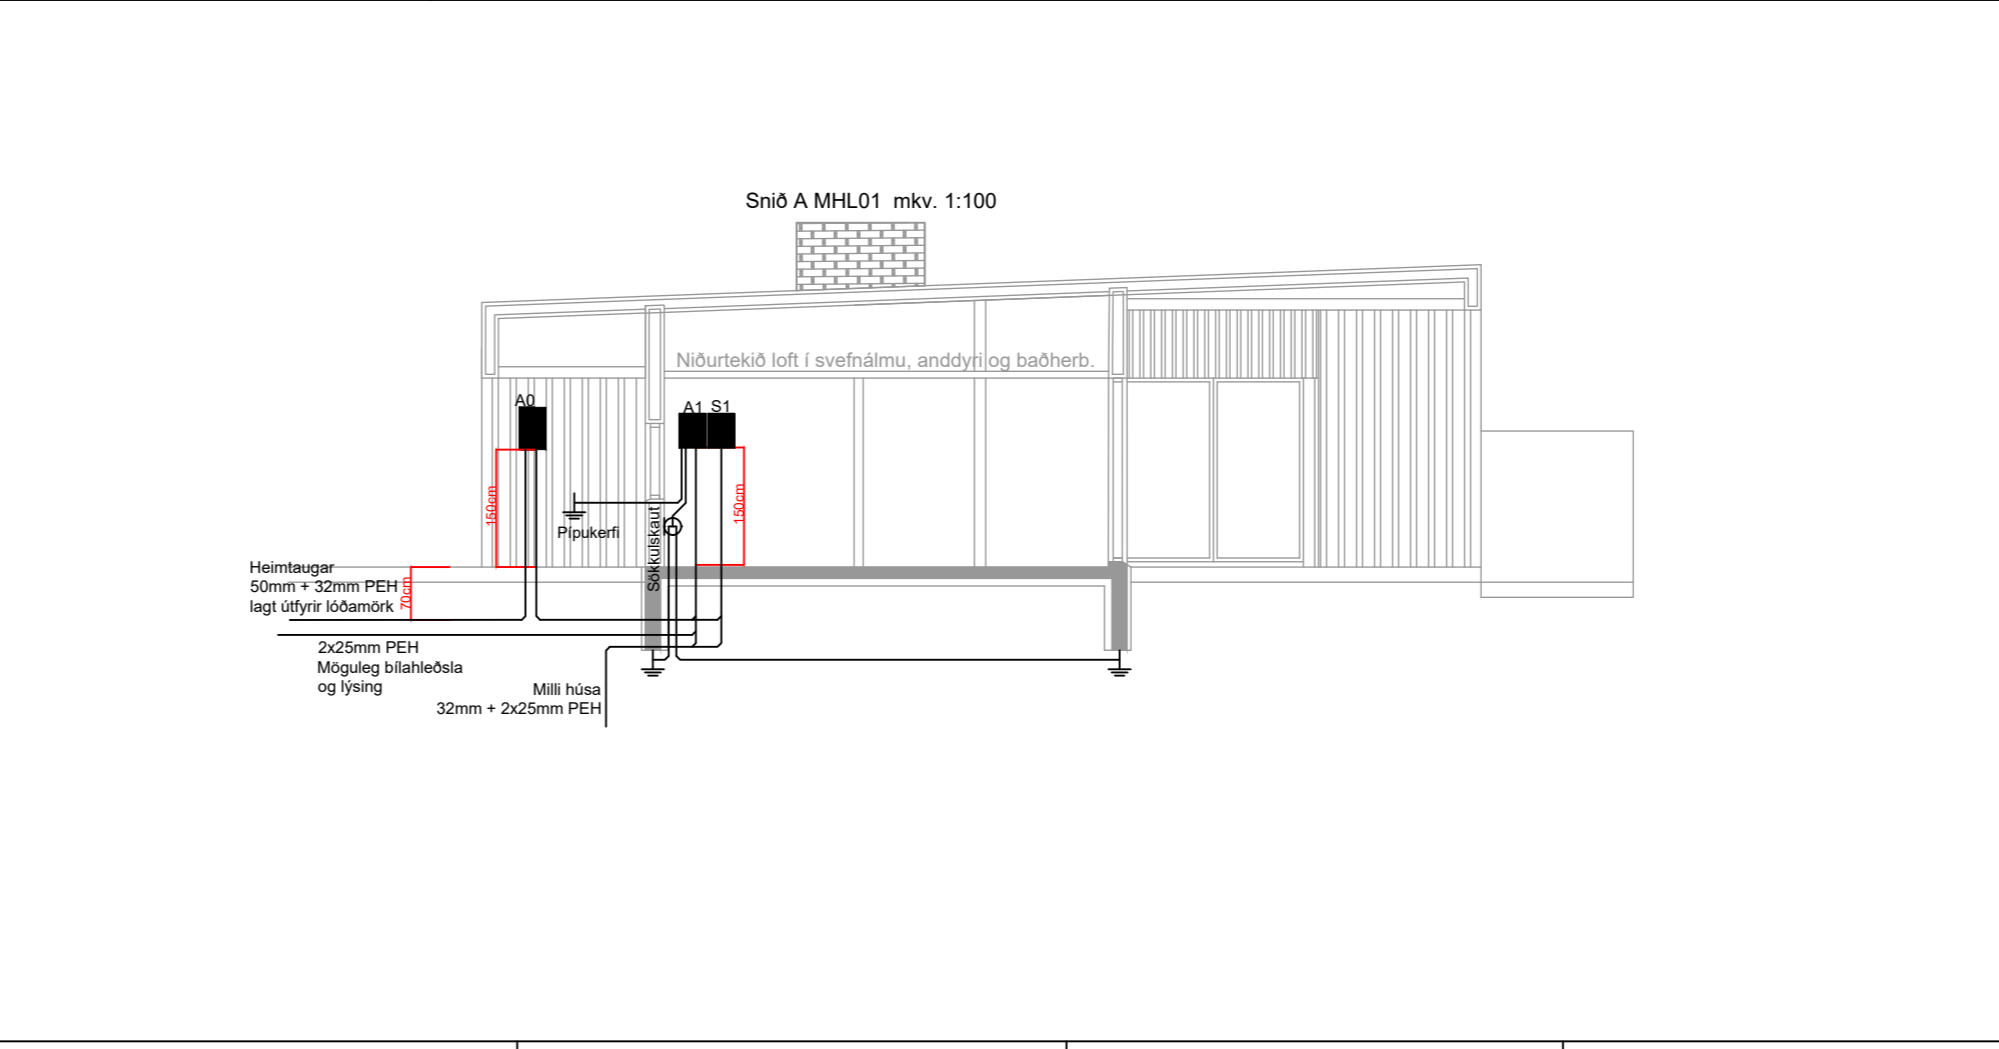 Snið A MHL01 mkv. 1:100
Niðurtekið loft í svefnálmu, anddyri og baðherb.
A0
A1 S1
150cm
150cm
Sökkulskaut
Pípukerfi
Heimtaugar
50mm + 32mm PEH
lagt útfyrir lóðamörk
70cm
2x25mm PEH
Möguleg bílahleðsla
og lýsing
Milli húsa
32mm + 2x25mm PEH